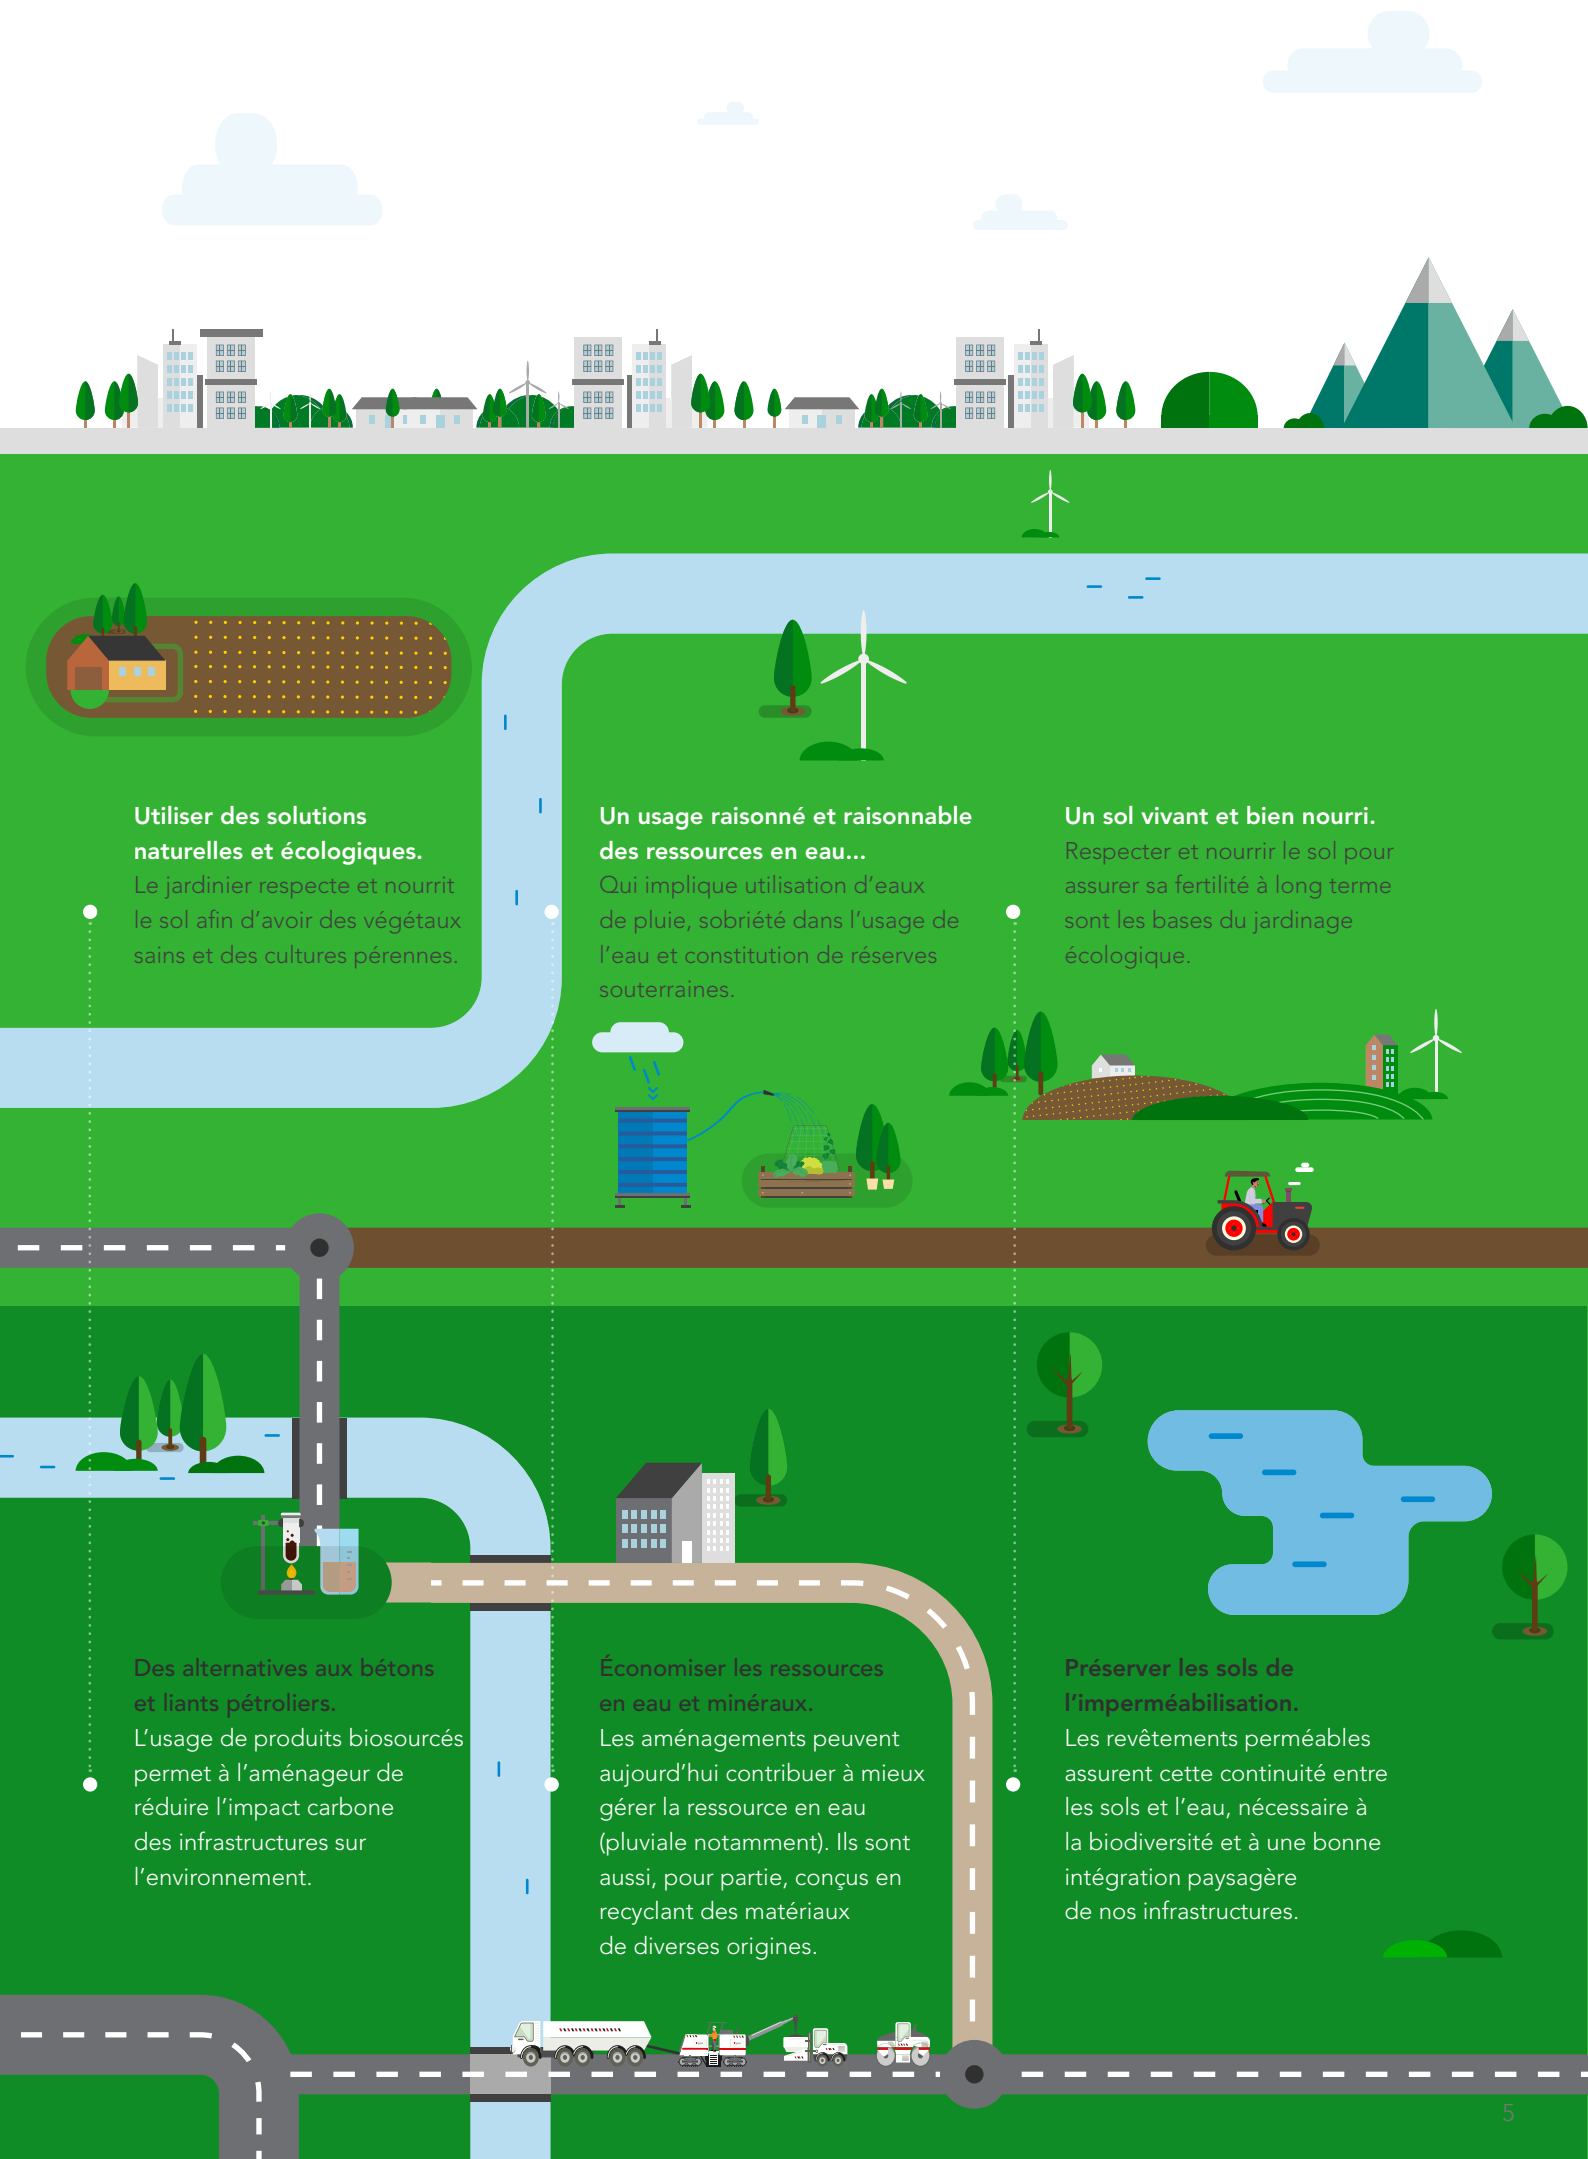 Utiliser des solutions
naturelles et écologiques.
Le jardinier respecte et nourrit
le sol afin d’avoir des végétaux
sains et des cultures pérennes.
Un usage raisonné et raisonnable
des ressources en eau...
Qui implique utilisation d’eaux
de pluie, sobriété dans l’usage de
l’eau et constitution de réserves
souterraines.
Un sol vivant et bien nourri.
Respecter et nourrir le sol pour
assurer sa fertilité à long terme
sont les bases du jardinage
écologique.
Des alternatives aux bétons
et liants pétroliers.
L’usage de produits biosourcés
permet à l’aménageur de
réduire l’impact carbone
des infrastructures sur
l’environnement.
Économiser les ressources
en eau et minéraux.
Les aménagements peuvent
aujourd’hui contribuer à mieux
gérer la ressource en eau
(pluviale notamment). Ils sont
aussi, pour partie, conçus en
recyclant des matériaux
de diverses origines.
Préserver les sols de
l’imperméabilisation.
Les revêtements perméables
assurent cette continuité entre
les sols et l’eau, nécessaire à
la biodiversité et à une bonne
intégration paysagère
de nos infrastructures.
5